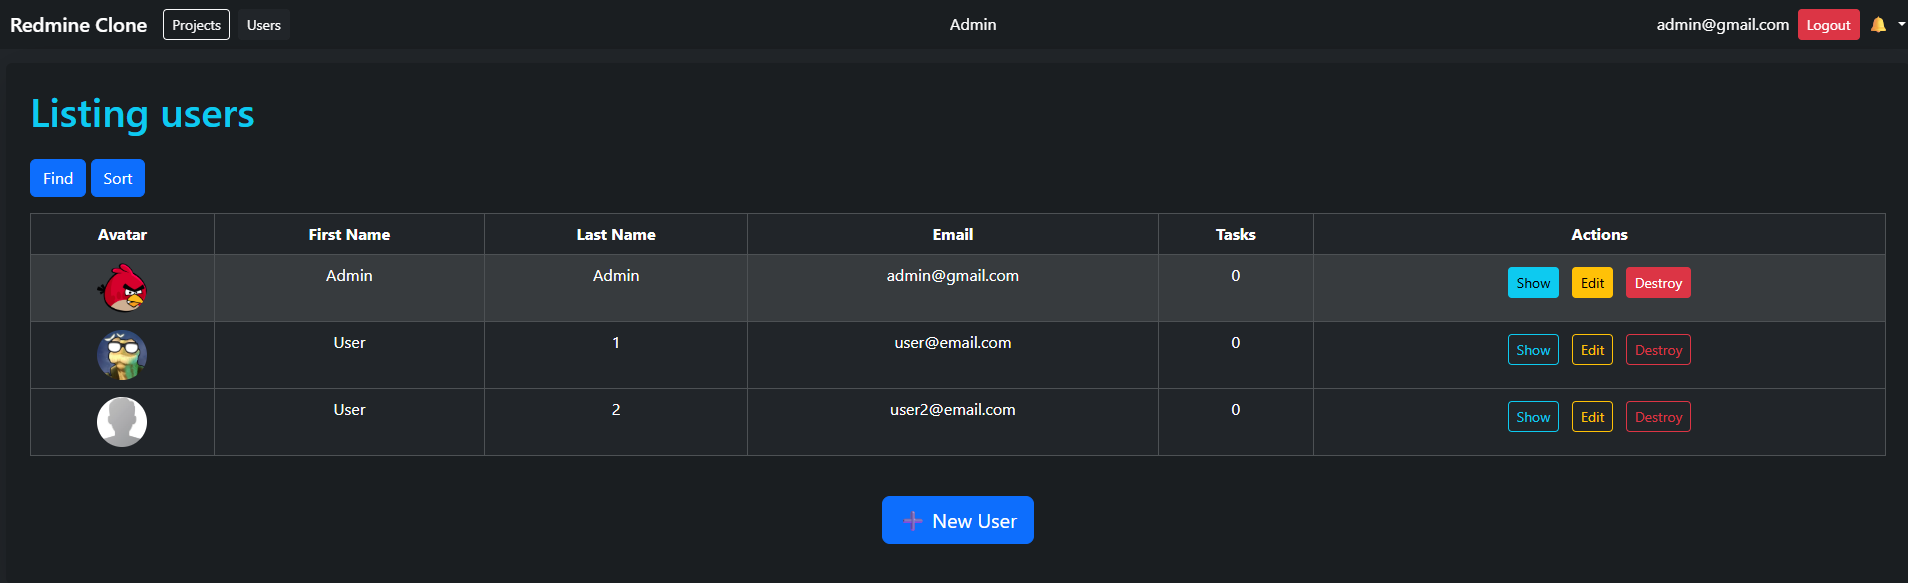 Redmine Clone Projects Users Admin admin@gmail.com Logout
Listing users
Find Sort
Avatar First Name Last Name Email Tasks Actions
Admin Admin admin@gmail.com 0 Show Edit Destroy
User 1 user@email.com 0 Show Edit Destroy
User 2 user2@email.com 0 Show Edit Destroy
➕ New User